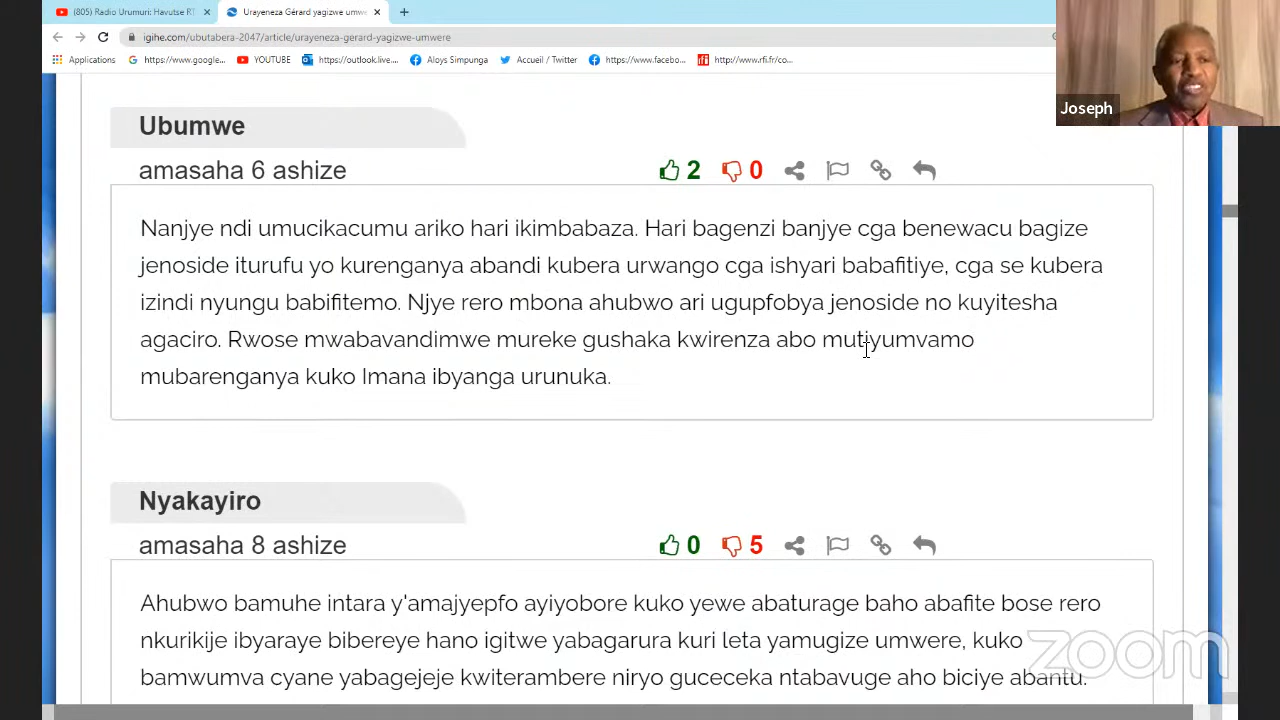 (805) Radio Urumuri: Havutse RT
Urayeneza Gérard yagizwe umw
igihe.com/ubutabera-2047/article/urayeneza-gerard-yagizwe-umwere
Applications
https://www.google...
YOUTUBE
https://outlook.live....
Aloys Simpunga
Accueil / Twitter
https://www.facebo...
http://www.rfi.fr/co...
Joseph
Ubumwe
amasaha 6 ashize
2
0
Nanjye ndi umucikacumu ariko hari ikimbabaza. Hari bagenzi banjye cga benewacu bagize
jenoside iturufu yo kurenganya abandi kubera urwango cga ishyari babafitiye, cga se kubera
izindi nyungu babifitemo. Njye rero mbona ahubwo ari ugupfobya jenoside no kuyitesha
agaciro. Rwose mwabavandimwe mureke gushaka kwirenza abo mutiyumvamo
mubarenganya kuko Imana ibyanga urunuka.
Nyakayiro
amasaha 8 ashize
0
5
Ahubwo bamuhe intara y'amajyepfo ayiyobore kuko yewe abaturage baho abafite bose rero
nkurikije ibyaraye bibereye hano igitwe yabagarura kuri leta yamugize umwere, kuko
bamwumva cyane yabagejeje kwiterambere niryo guceceka ntabavuge aho biciye abantu.
zoom